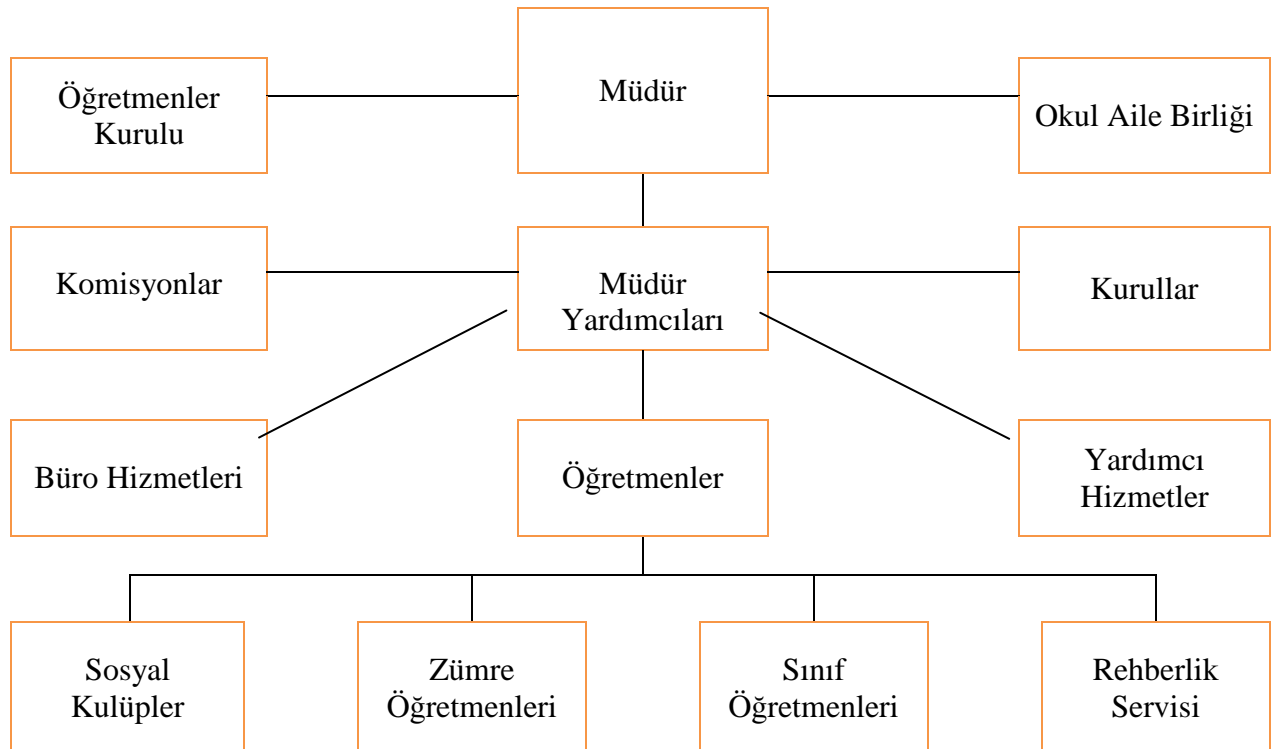 Öğretmenler
Kurulu
Müdür
Okul Aile Birliği
Komisyonlar
Müdür
Yardımcıları
Kurullar
Büro Hizmetleri
Öğretmenler
Yardımcı
Hizmetler
Sosyal
Kulüpler
Zümre
Öğretmenleri
Sınıf
Öğretmenleri
Rehberlik
Servisi